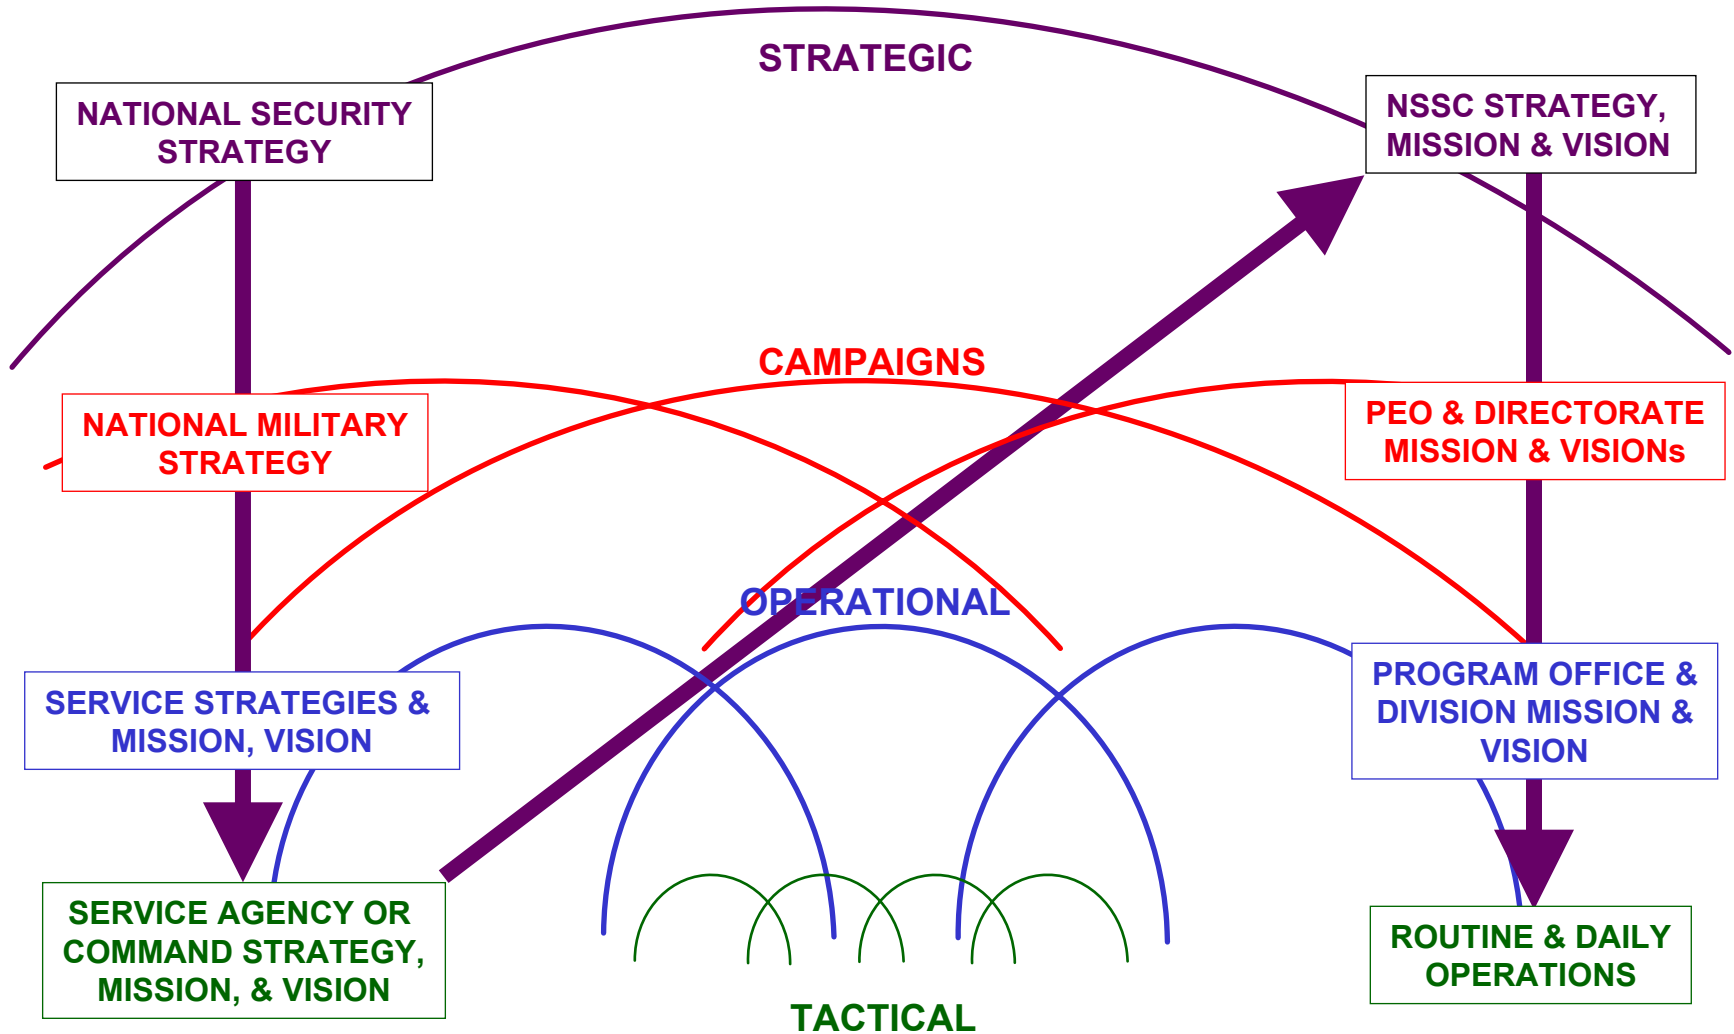 STRATEGIC
NATIONAL SECURITY
STRATEGY
NSSC STRATEGY,
MISSION & VISION
CAMPAIGNS
NATIONAL MILITARY
STRATEGY
PEO & DIRECTORATE
MISSION & VISIONs
OPERATIONAL
SERVICE STRATEGIES &
MISSION, VISION
PROGRAM OFFICE &
DIVISION MISSION &
VISION
SERVICE AGENCY OR
COMMAND STRATEGY,
MISSION, & VISION
ROUTINE & DAILY
OPERATIONS
TACTICAL